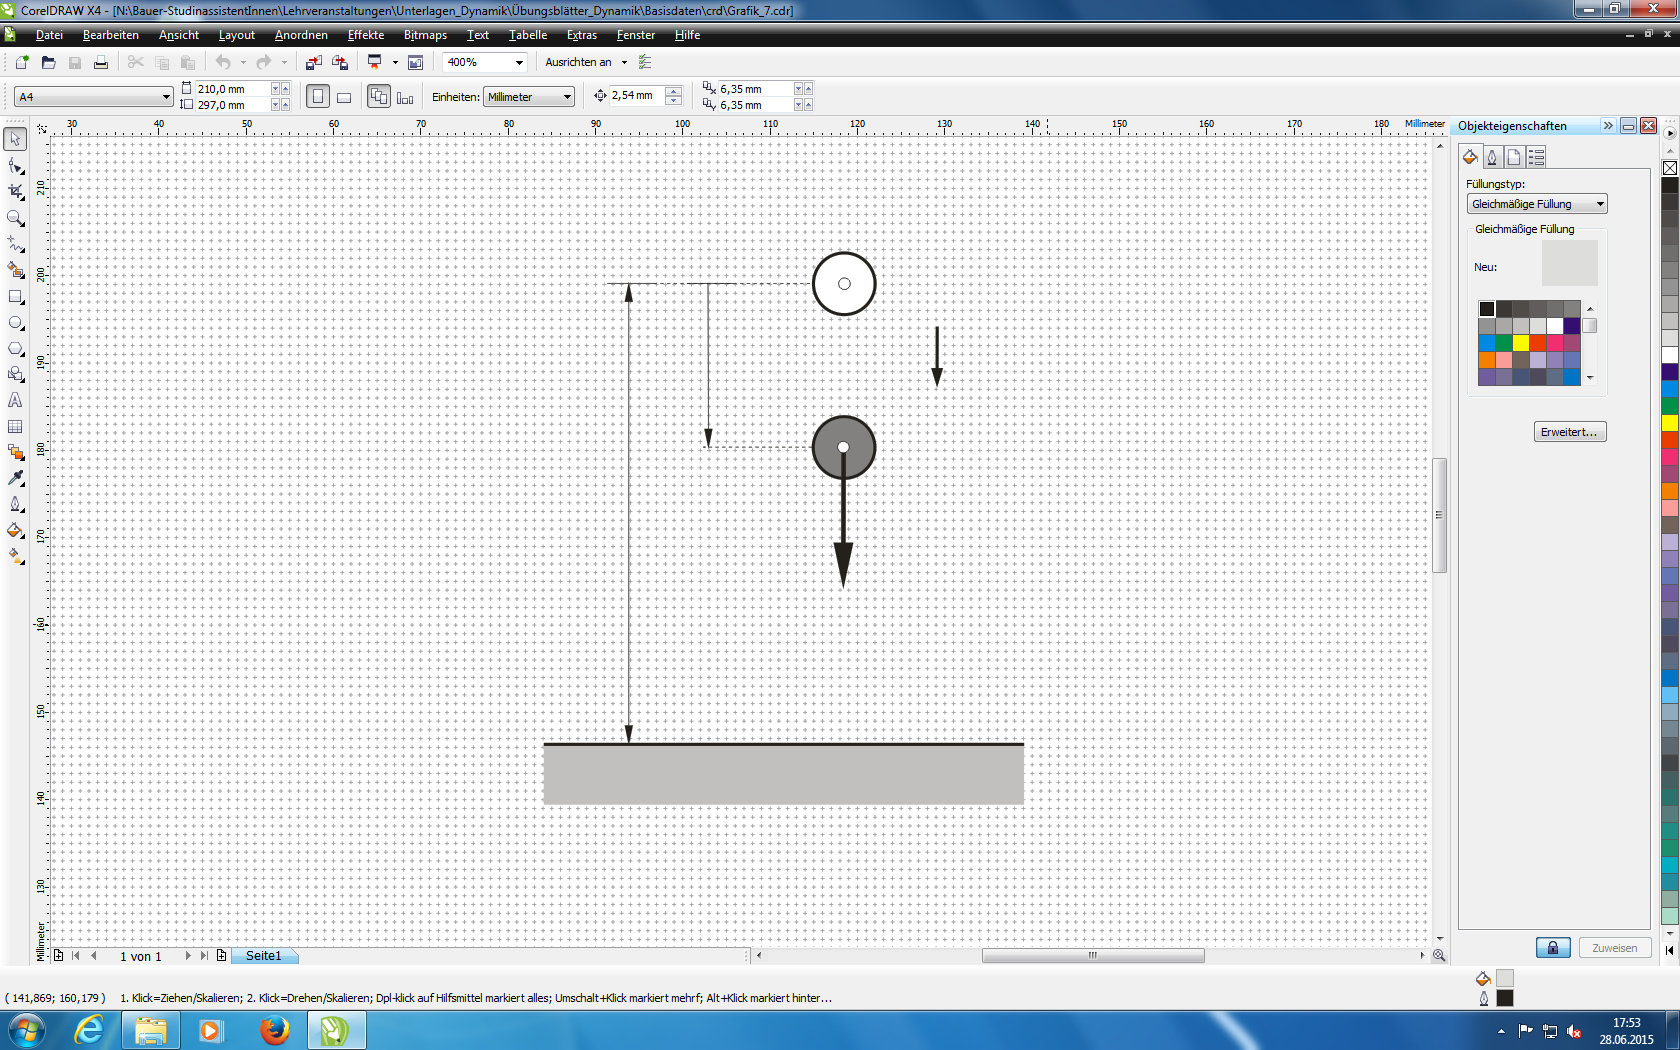 CorelDRAW X4 - [N:\Bauer-StudinassistentInnen\Lehrveranstaltungen\Unterlagen_Dynamik\Übungsblätter_Dynamik\Basisdaten\crd\Grafik_7.cdr]
Datei Bearbeiten Ansicht Layout Anordnen Effekte Bitmaps Text Tabelle Extras Fenster Hilfe
400% Ausrichten an
A4 210,0 mm 297,0 mm Einheiten: Millimeter 2,54 mm 6,35 mm 6,35 mm
30 40 50 60 70 80 90 100 110 120 130 140 150 160 170 180 Millimeter
210
200
190
180
170
160
150
140
130
Millimeter
Objekteigenschaften
Füllungstyp:
Gleichmäßige Füllung
Gleichmäßige Füllung
Neu:
Erweitert...
Zuweisen
1 von 1 Seite1
( 141,869; 160,179 ) 1. Klick=Ziehen/Skalieren; 2. Klick=Drehen/Skalieren; Dpl-klick auf Hilfsmittel markiert alles; Umschalt+Klick markiert mehrf; Alt+Klick markiert hinter...
17:53
28.06.2015